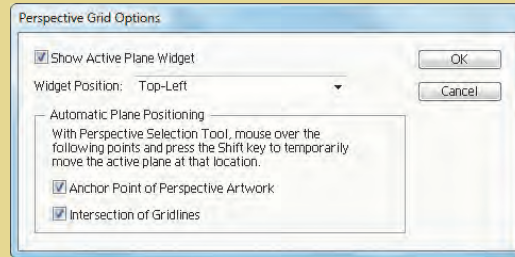 Perspective Grid Options
Show Active Plane Widget
OK
Widget Position: Top-Left
Cancel
Automatic Plane Positioning
With Perspective Selection Tool, mouse over the
following points and press the Shift key to temporarily
move the active plane at that location.
Anchor Point of Perspective Artwork
Intersection of Gridlines